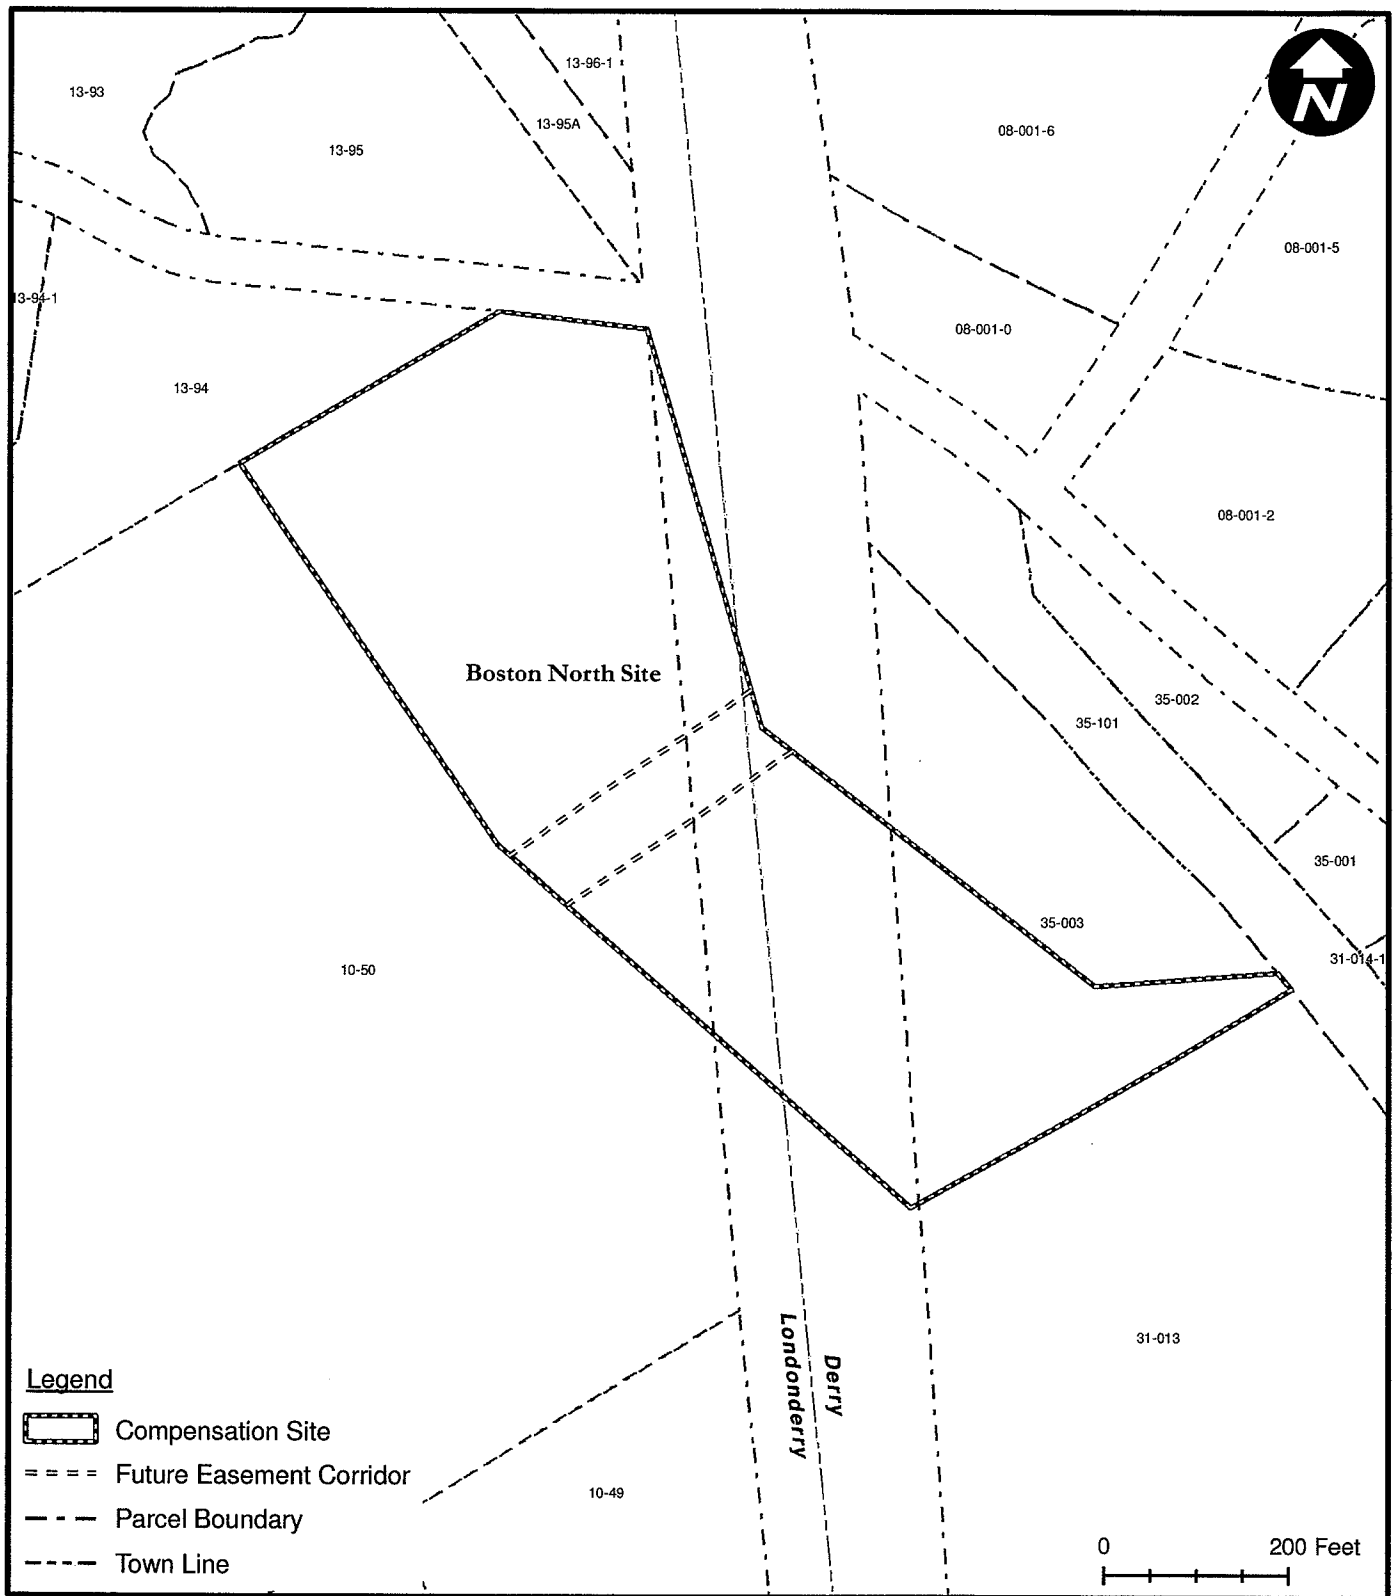 13-96-1
13-93
N
13-95A
08-001-6
13-95
08-001-5
13-94-1
08-001-0
13-94
08-001-2
Boston North Site
35-002
35-101
35-001
35-003
31-014-1
10-50
Londonderry
Derry
31-013
Legend
Compensation Site
Future Easement Corridor
10-49
Parcel Boundary
0 200 Feet
Town Line